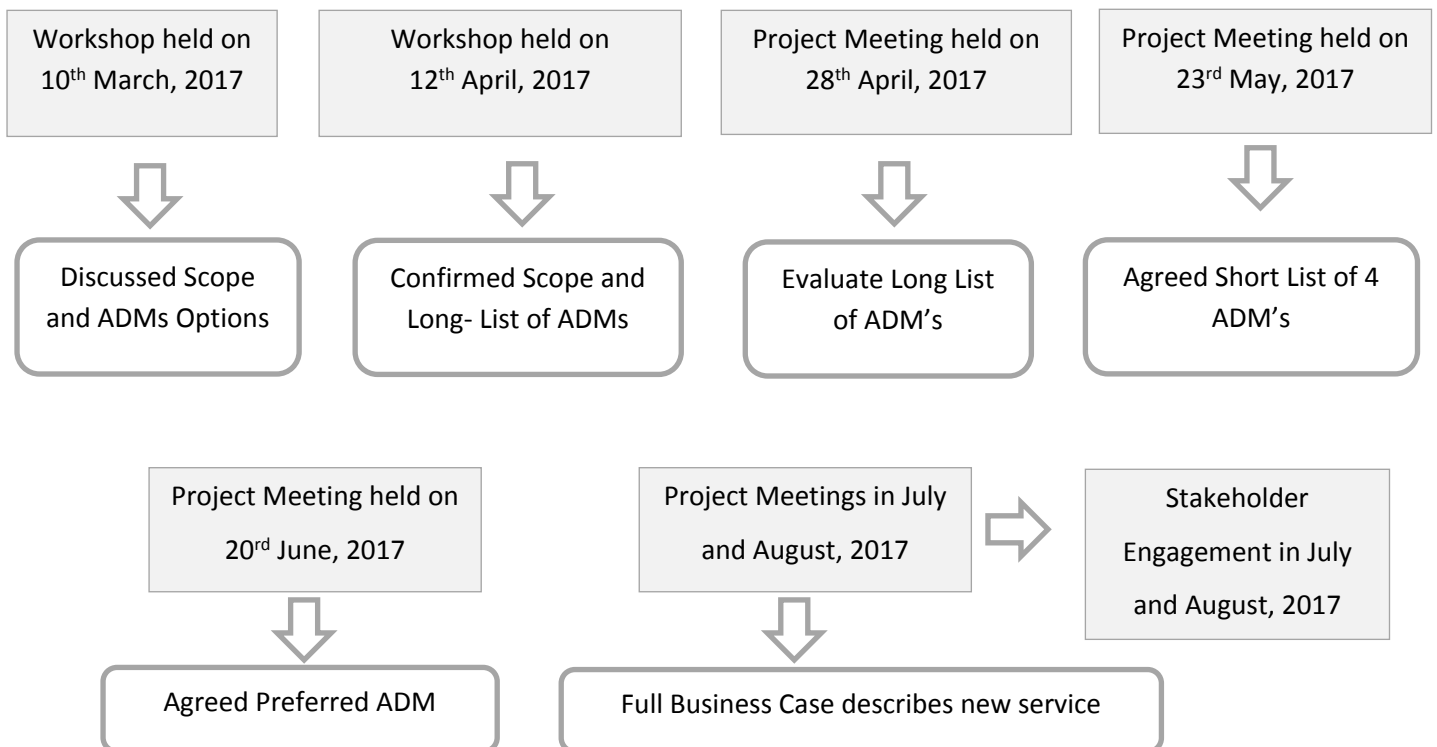 Workshop held on
10th March, 2017
Workshop held on
12th April, 2017
Project Meeting held on
28th April, 2017
Project Meeting held on
23rd May, 2017
Discussed Scope
and ADMs Options
Confirmed Scope and
Long- List of ADMs
Evaluate Long List
of ADM’s
Agreed Short List of 4
ADM’s
Project Meeting held on
20rd June, 2017
Project Meetings in July
and August, 2017
Stakeholder
Engagement in July
and August, 2017
Agreed Preferred ADM
Full Business Case describes new service